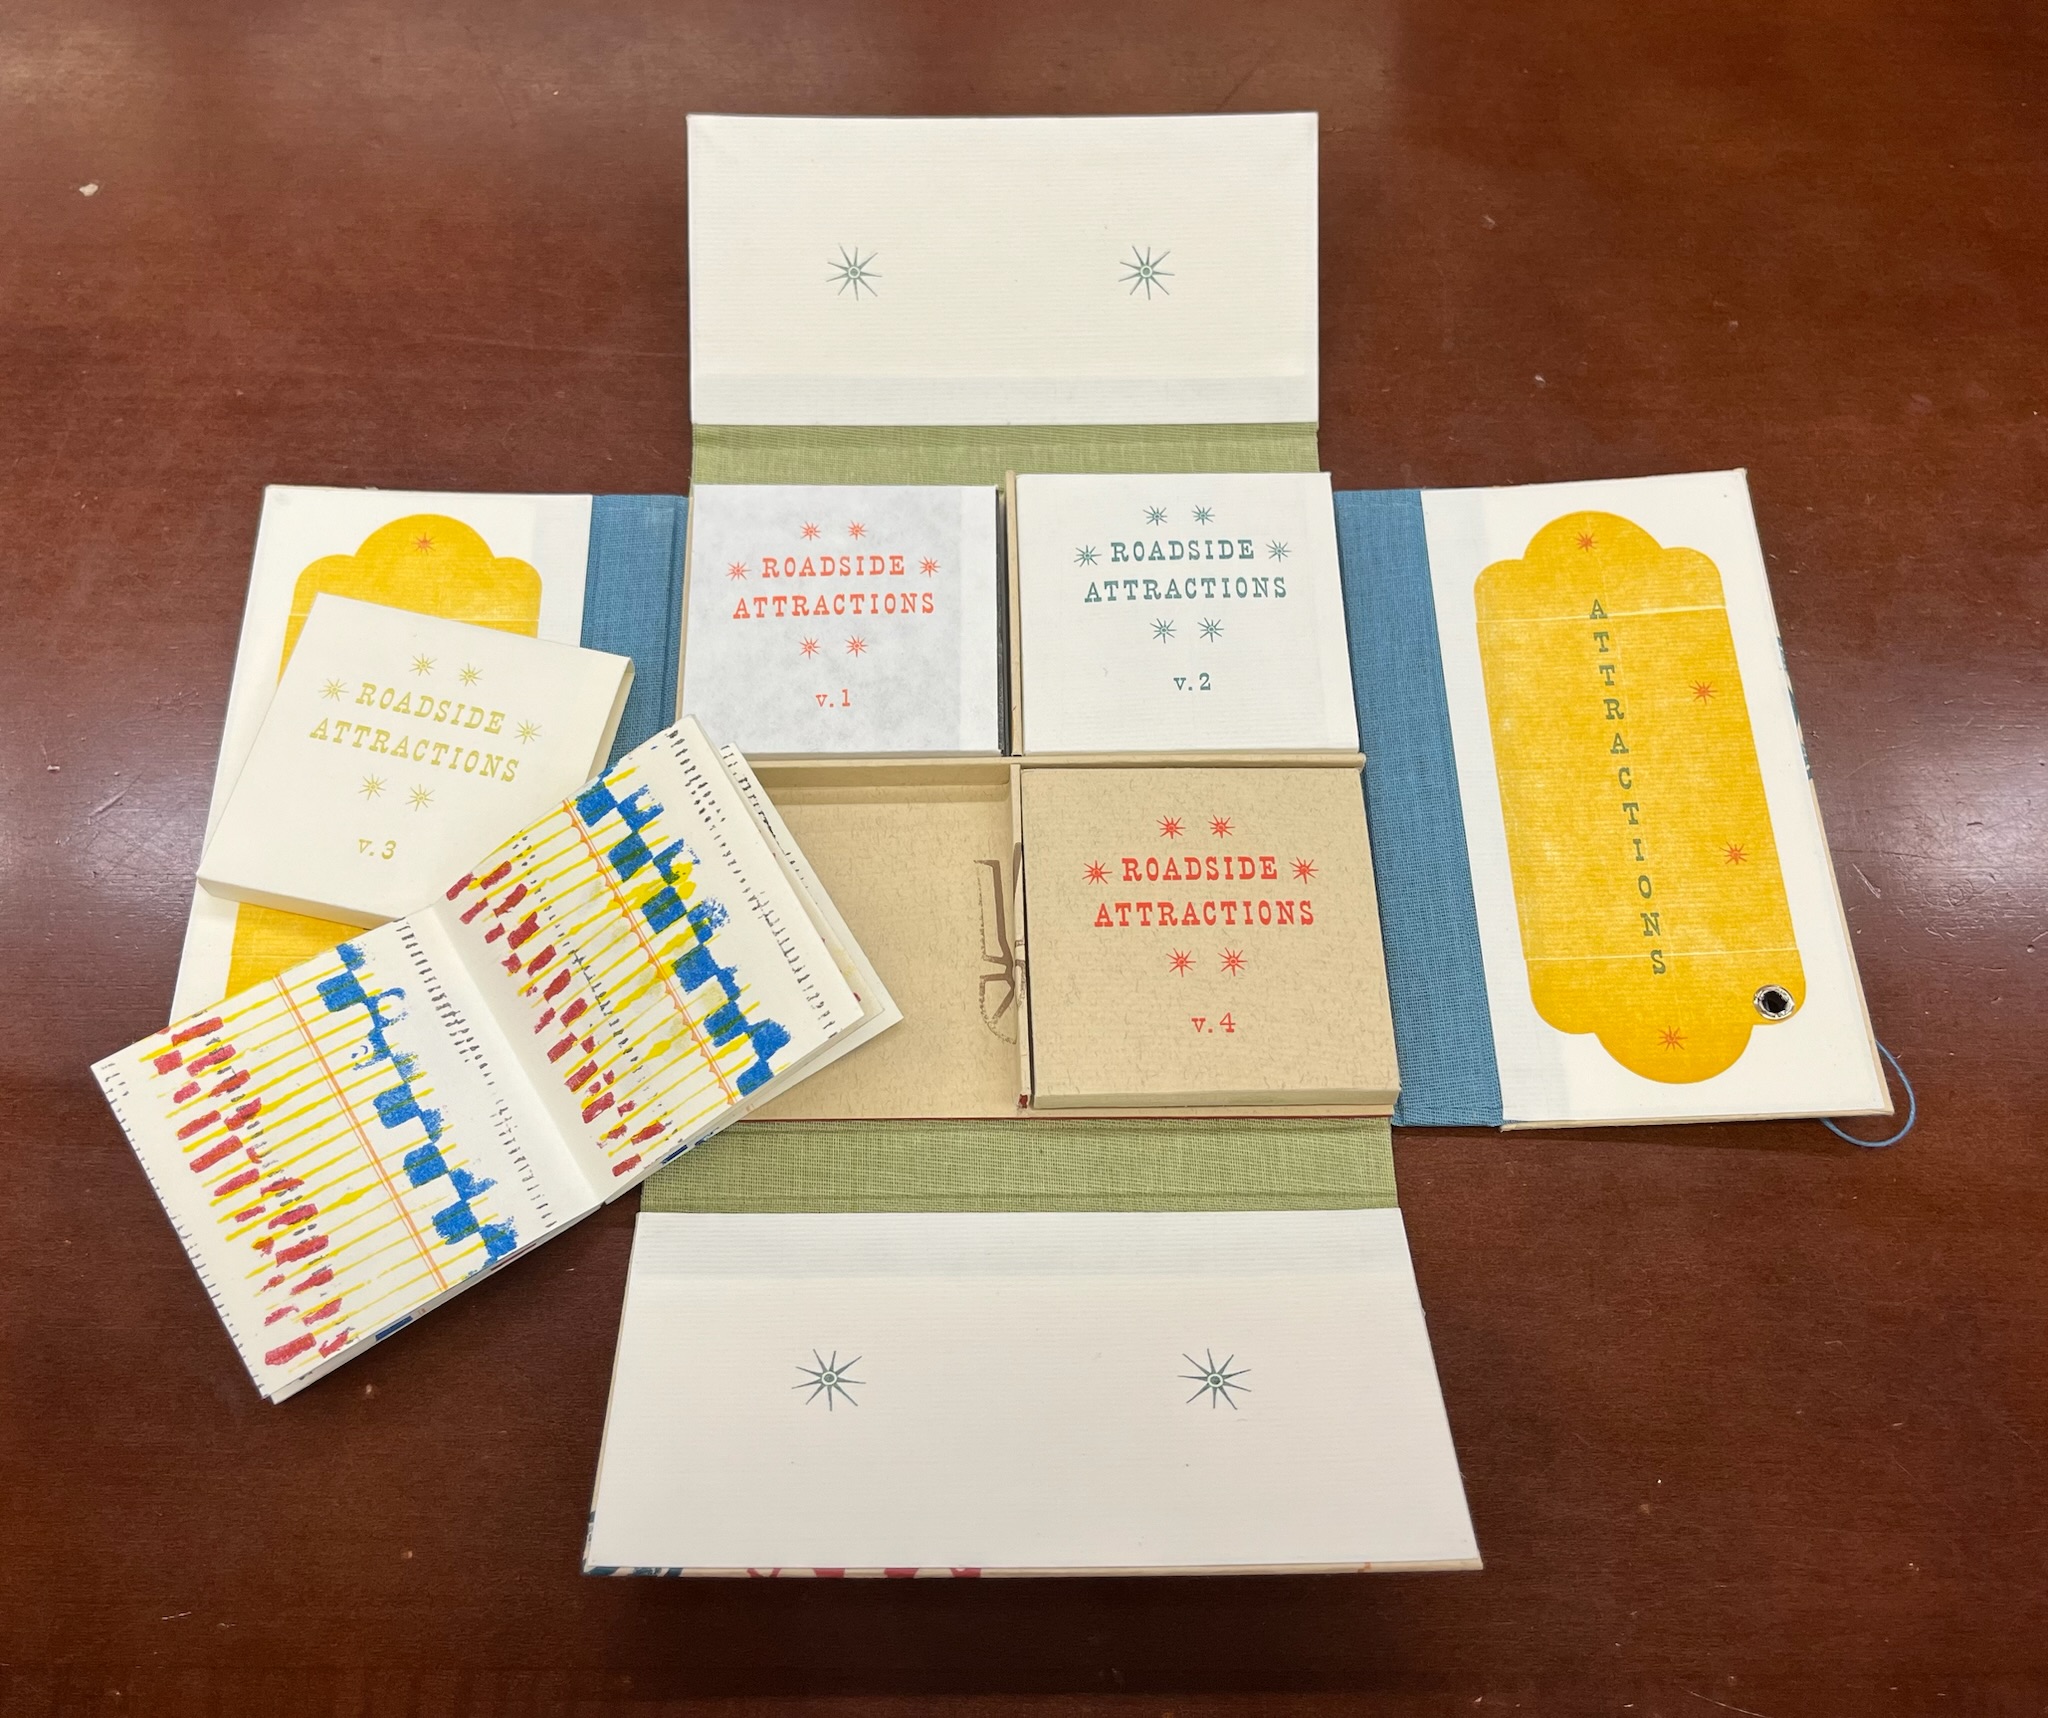 ROADSIDE
ATTRACTIONS
v. 1
ROADSIDE
ATTRACTIONS
v. 2
ROADSIDE
ATTRACTIONS
v. 3
ROADSIDE
ATTRACTIONS
v. 4
ATTRACTIONS